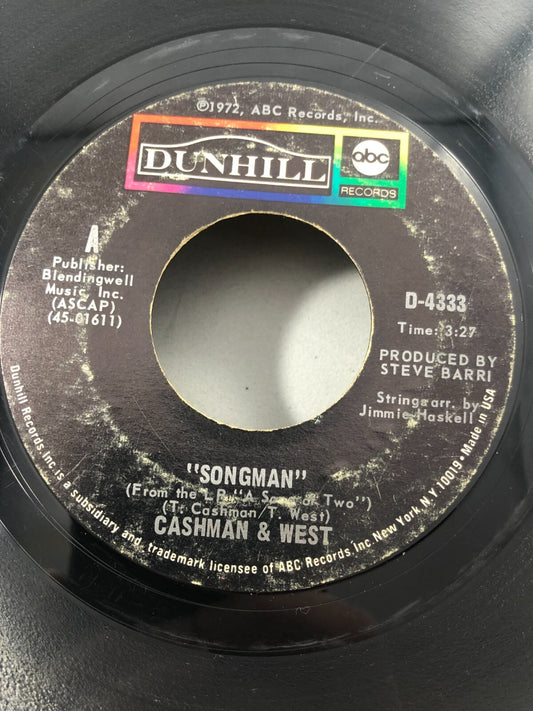 ℗1972, ABC Records, Inc.
DUNHILL
abc
RECORDS
A
Publisher:
Blendingwell
Music Inc.
(ASCAP)
(45-01611)
D-4333
Time: 3:27
PRODUCED BY
STEVE BARRI
Strings arr. by
Jimmie Haskell
"SONGMAN"
(From the LP "A Song or Two")
(T. Cashman/T. West)
CASHMAN & WEST
Dunhill Records Inc is a subsidiary and trademark licensee of ABC Records Inc New York N.Y. 10019 • Made in USA